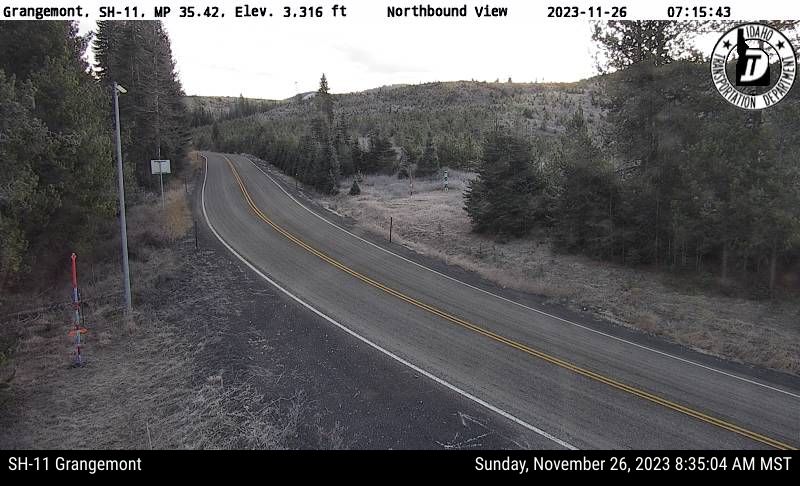 Grangemont, SH-11, MP 35.42, Elev. 3,316 ft Northbound View 2023-11-26 07:15:43
IDAHO
TRANSPORTATION DEPARTMENT
SH-11 Grangemont Sunday, November 26, 2023 8:35:04 AM MST